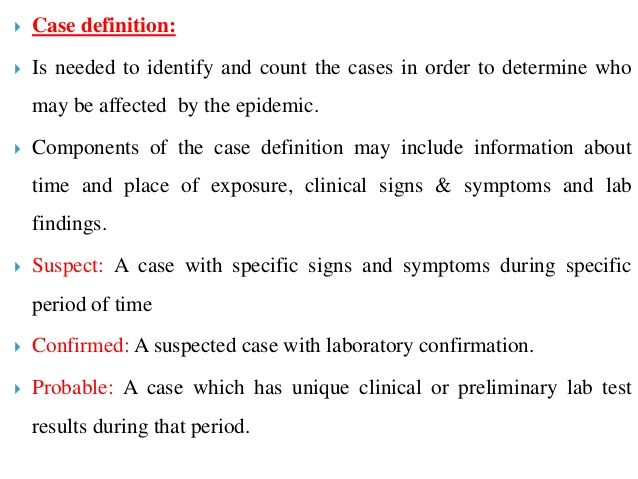 Case definition:
Is needed to identify and count the cases in order to determine who
may be affected by the epidemic.
Components of the case definition may include information about
time and place of exposure, clinical signs & symptoms and lab
findings.
Suspect: A case with specific signs and symptoms during specific
period of time
Confirmed: A suspected case with laboratory confirmation.
Probable: A case which has unique clinical or preliminary lab test
results during that period.